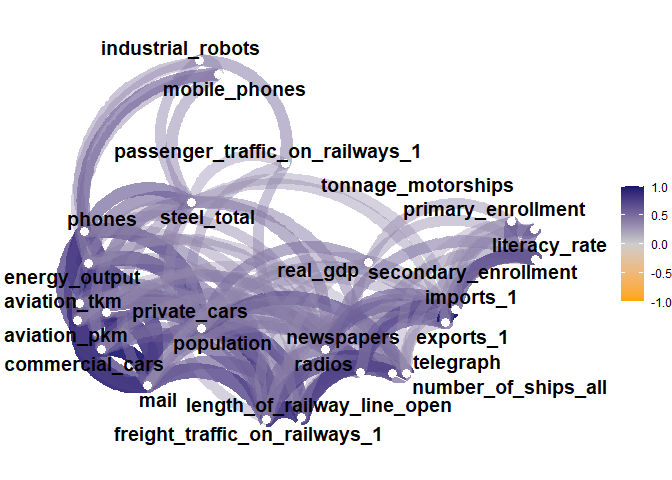 industrial_robots
mobile_phones
passenger_traffic_on_railways_1
tonnage_motorships
primary_enrollment
phones
steel_total
literacy_rate
energy_output
real_gdp
secondary_enrollment
aviation_tkm
private_cars
imports_1
aviation_pkm
population
newspapers
exports_1
commercial_cars
radios
telegraph
mail
length_of_railway_line_open
number_of_ships_all
freight_traffic_on_railways_1
1.0
0.5
0.0
-0.5
-1.0